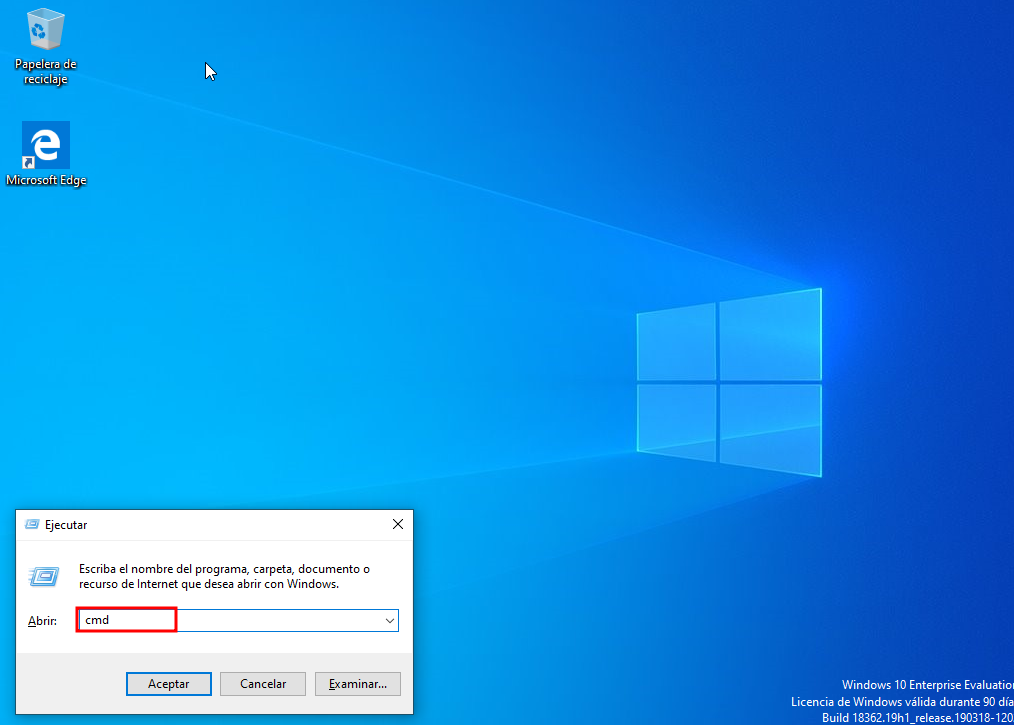 Papelera de
reciclaje
Microsoft Edge
Ejecutar
Escriba el nombre del programa, carpeta, documento o
recurso de Internet que desea abrir con Windows.
Abrir:
cmd
Aceptar
Cancelar
Examinar...
Windows 10 Enterprise Evaluation
Licencia de Windows válida durante 90 día
Build 18362.19h1_release.190318-120